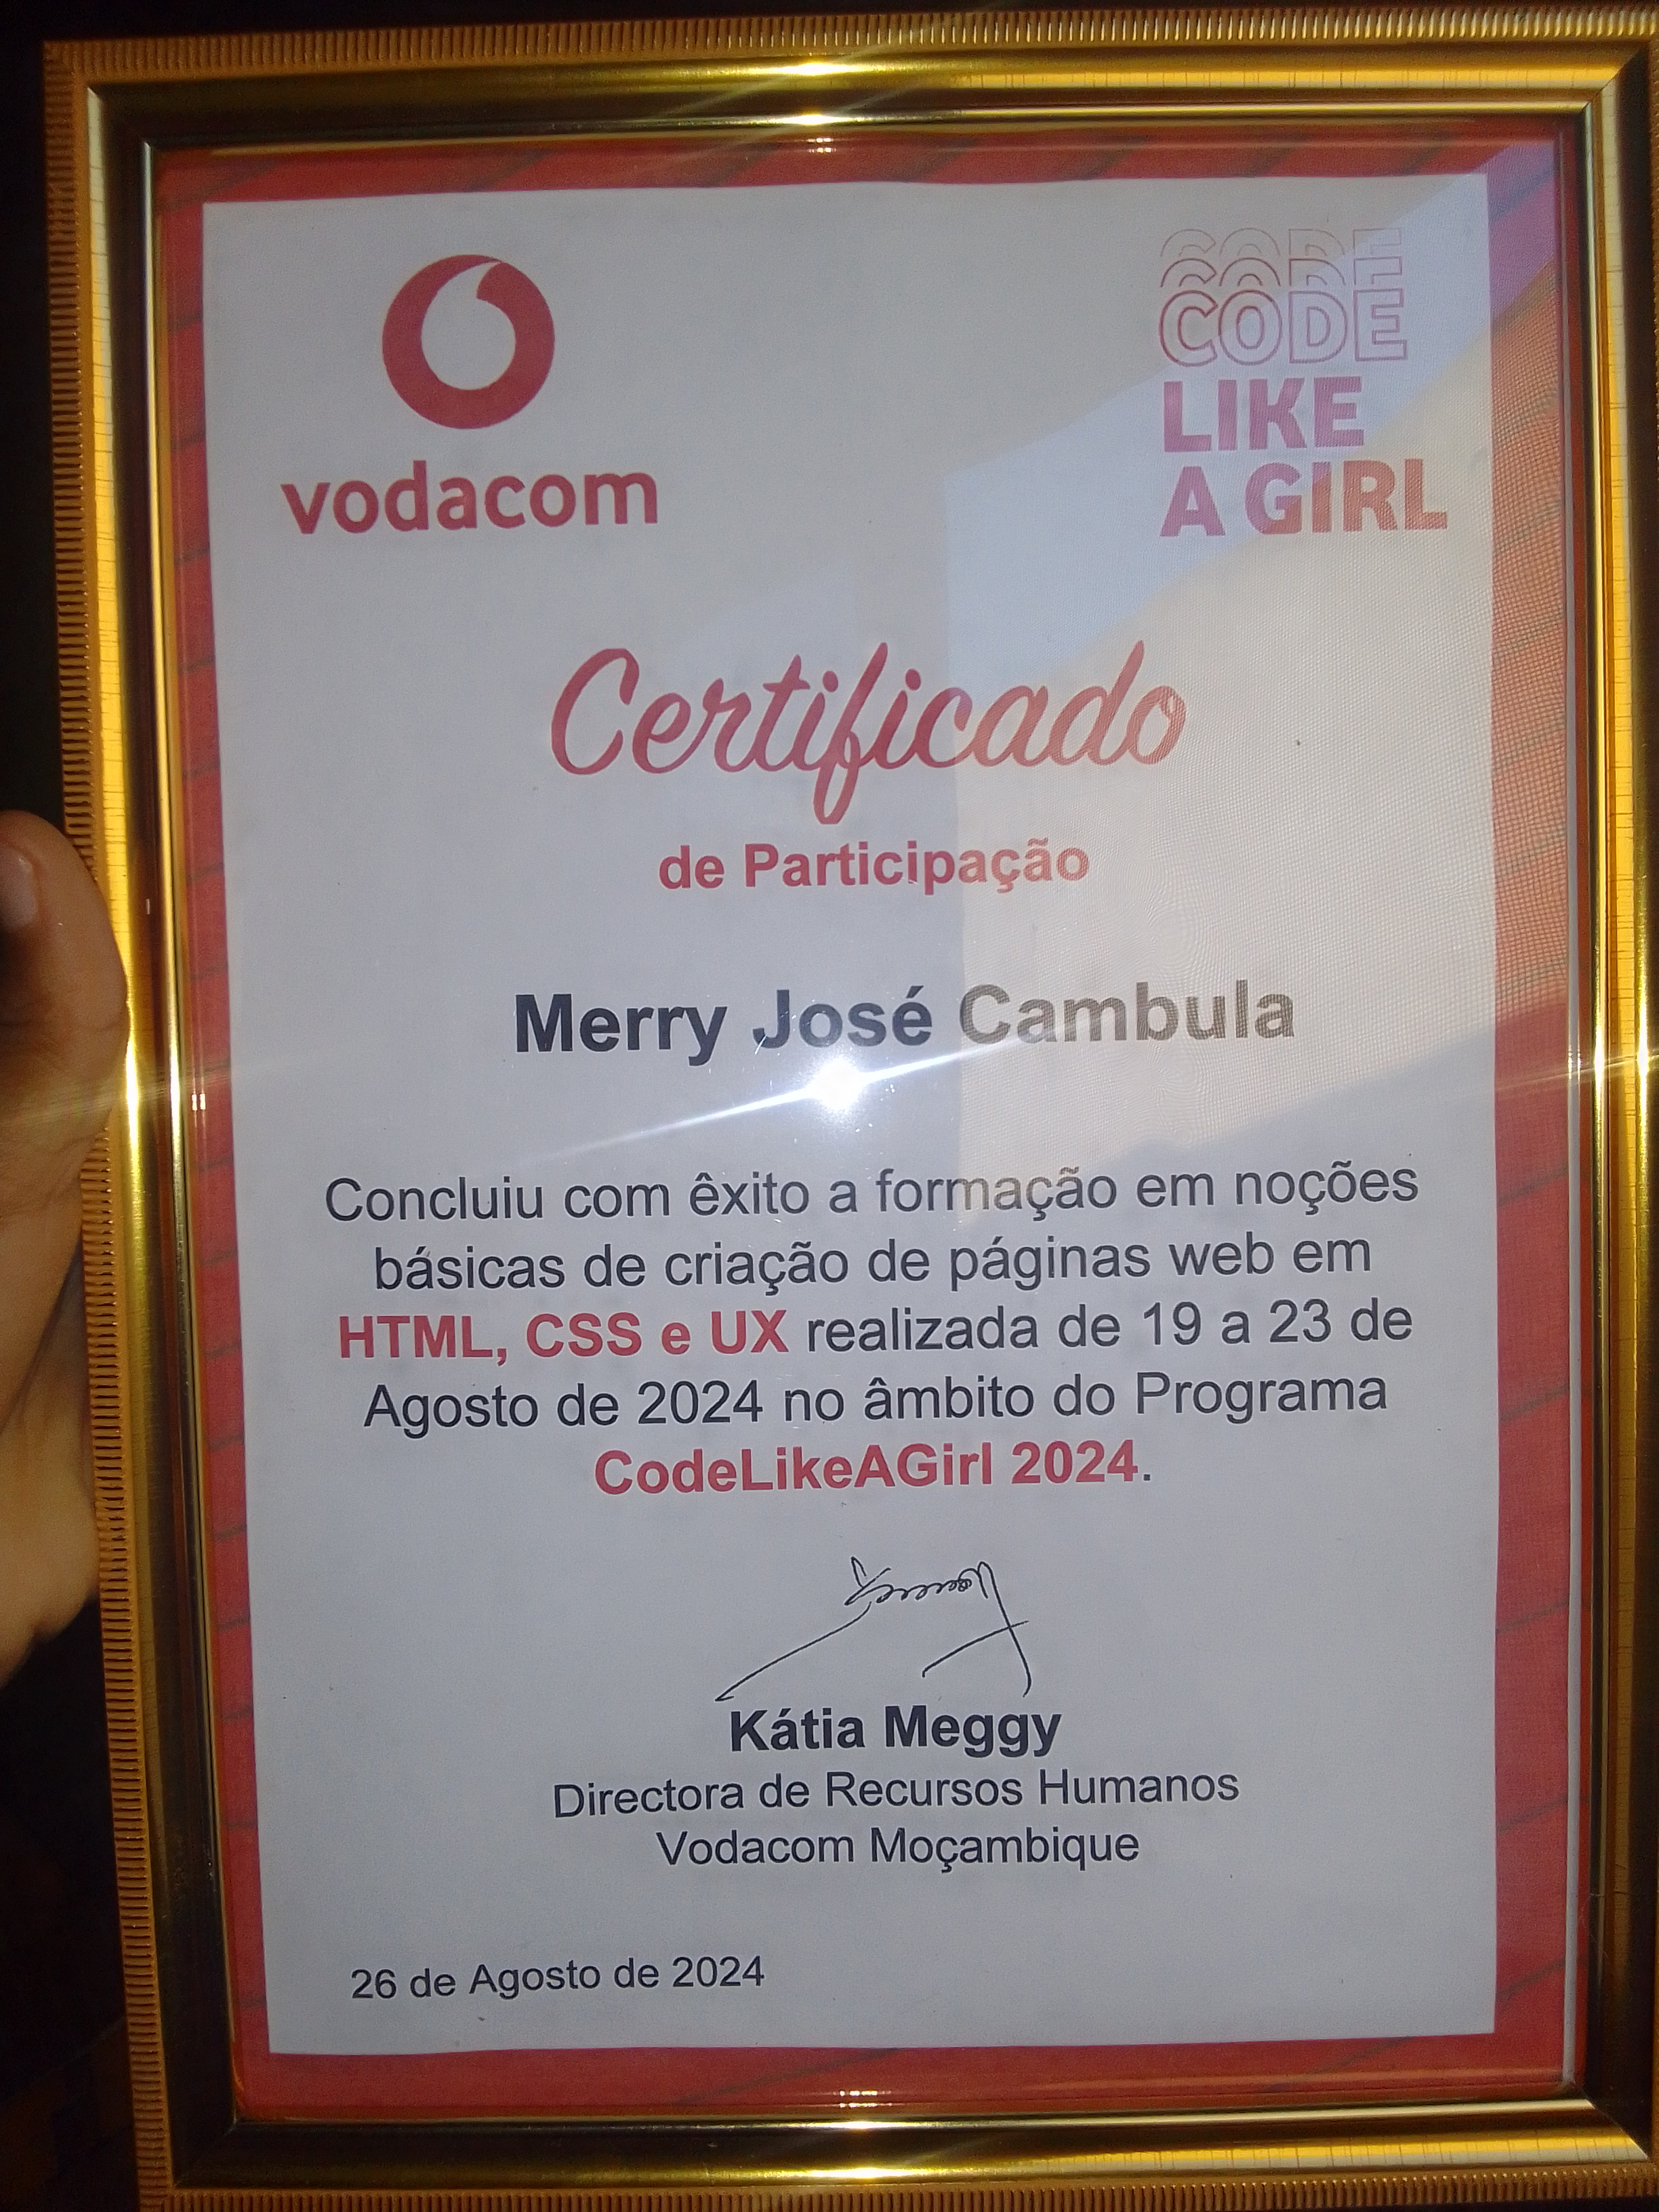 vodacom
CODE
CODE
CODE
LIKE
A GIRL
Certificado
de Participação
Merry José Cambula
Concluiu com êxito a formação em noções
básicas de criação de páginas web em
HTML, CSS e UX realizada de 19 a 23 de
Agosto de 2024 no âmbito do Programa
CodeLikeAGirl 2024.
Kátia Meggy
Directora de Recursos Humanos
Vodacom Moçambique
26 de Agosto de 2024